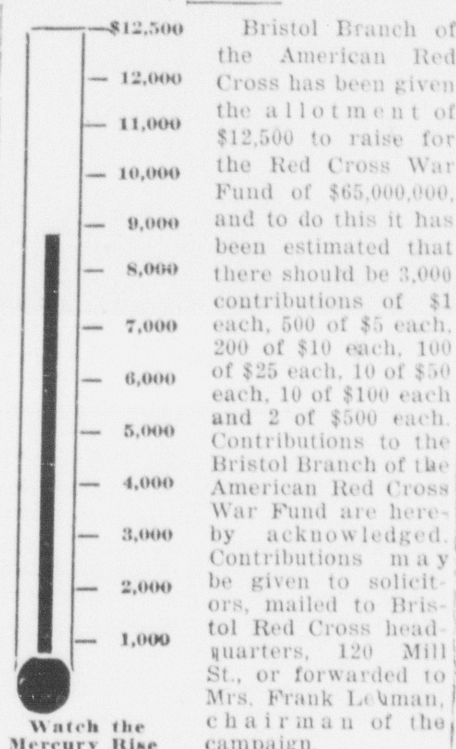 $12,500
12,000
11,000
10,000
9,000
8,000
7,000
6,000
5,000
4,000
3,000
2,000
1,000
Watch the
Mercury Rise
Bristol Branch of
the American Red
Cross has been given
the allotment of
$12,500 to raise for
the Red Cross War
Fund of $65,000,000,
and to do this it has
been estimated that
there should be 3,000
contributions of $1
each, 500 of $5 each,
200 of $10 each, 100
of $25 each, 10 of $50
each, 10 of $100 each
and 2 of $500 each.
Contributions to the
Bristol Branch of the
American Red Cross
War Fund are here-
by acknowledged.
Contributions may
be given to solicit-
ors, mailed to Bris-
tol Red Cross head-
quarters, 120 Mill
St., or forwarded to
Mrs. Frank Lehman,
chairman of the
campaign